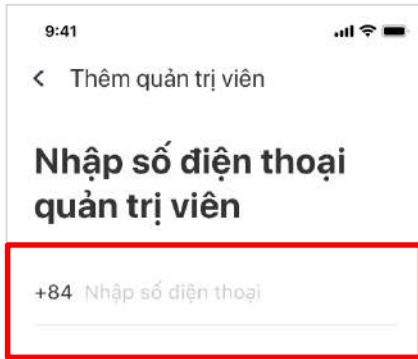 9:41
Thêm quản trị viên
Nhập số điện thoại
quản trị viên
+84 Nhập số điện thoại